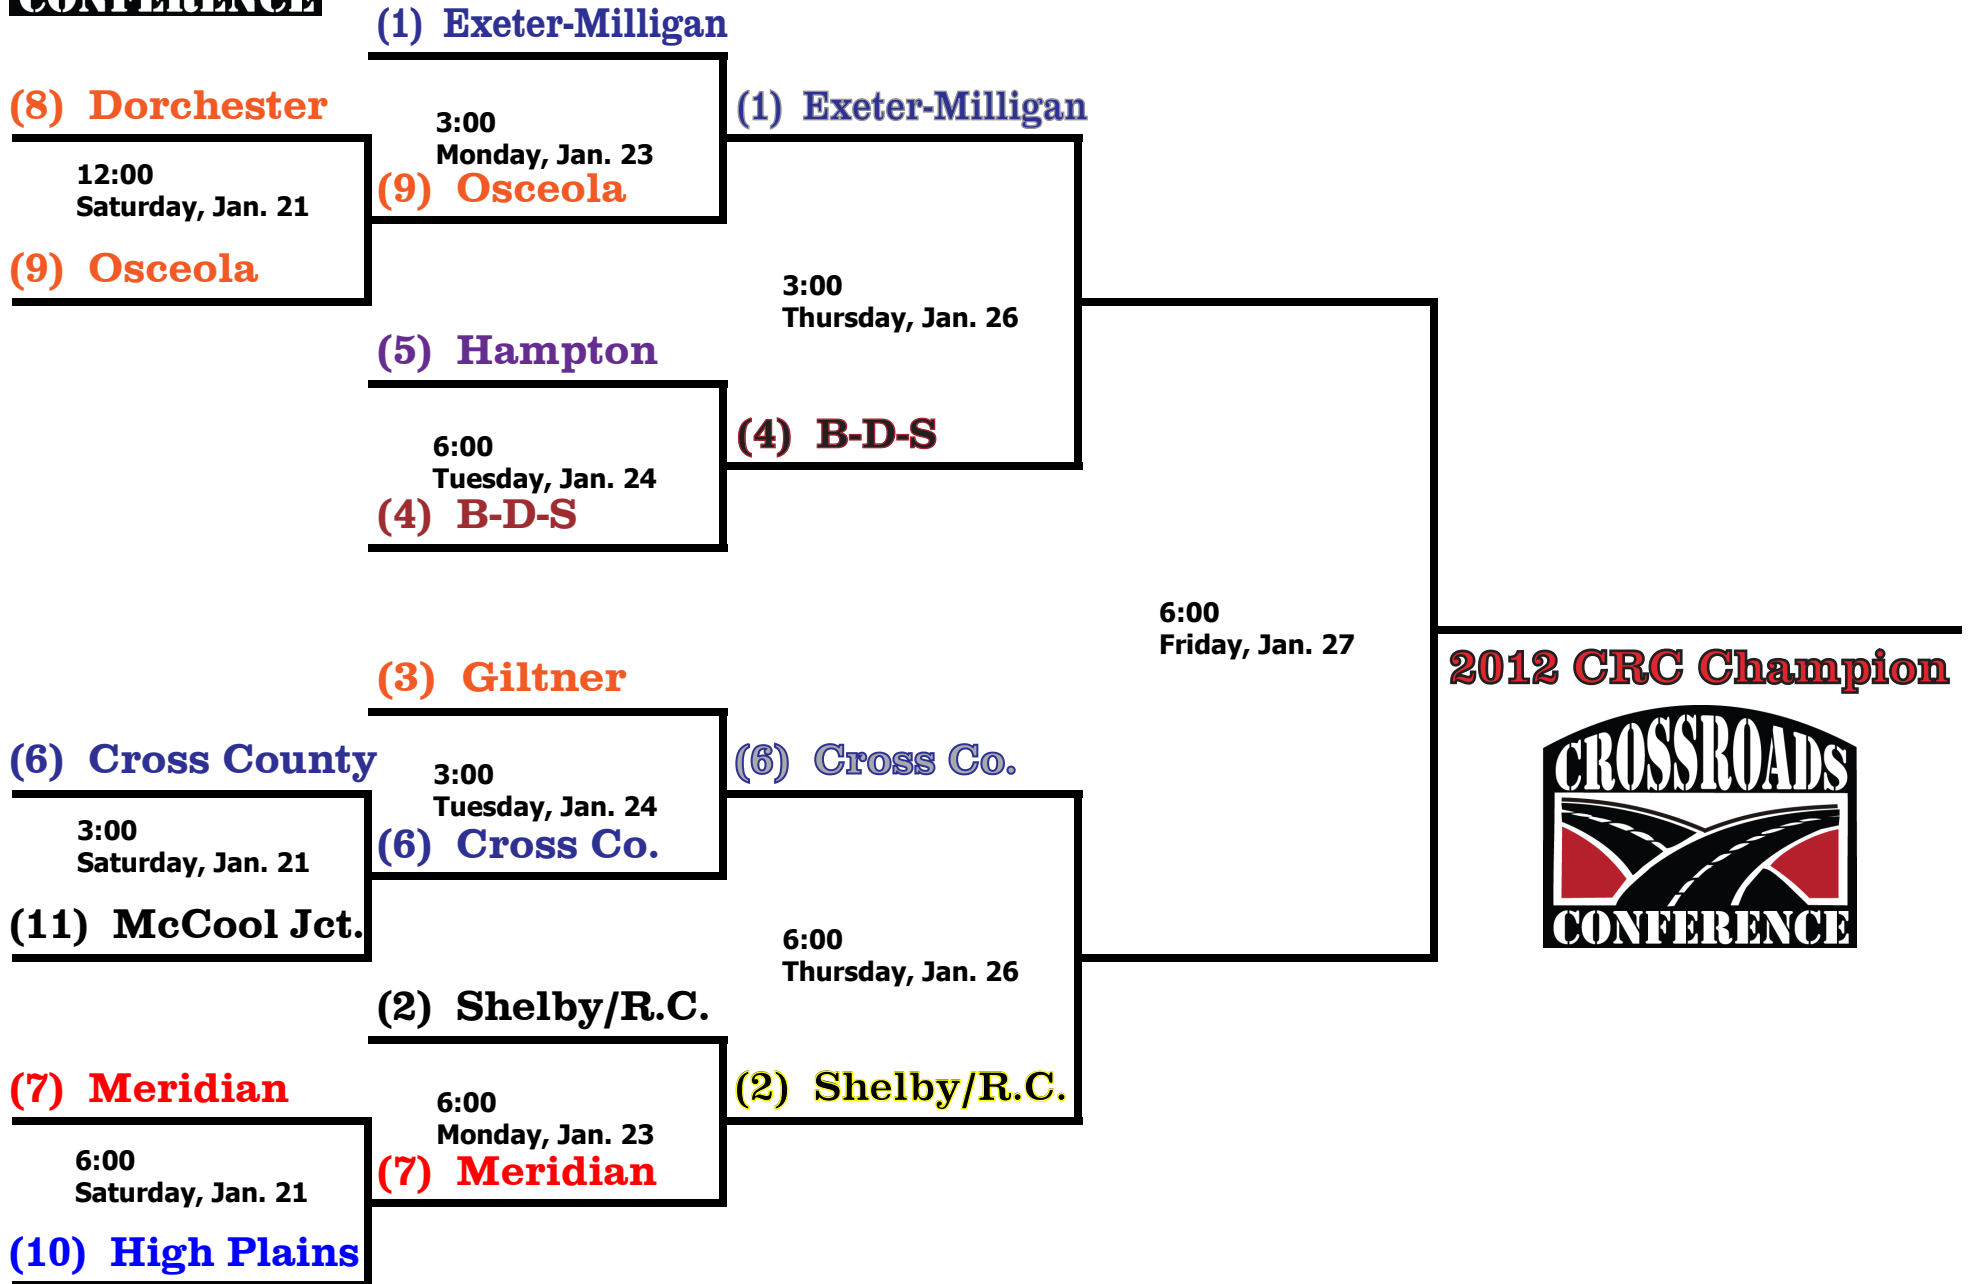 CONFERENCE
(1) Exeter-Milligan
(8) Dorchester
3:00
Monday, Jan. 23
(1) Exeter-Milligan
12:00
Saturday, Jan. 21
(9) Osceola
(9) Osceola
3:00
Thursday, Jan. 26
(5) Hampton
6:00
Tuesday, Jan. 24
(4) B-D-S
(4) B-D-S
6:00
Friday, Jan. 27
2012 CRC Champion
(3) Giltner
(6) Cross County
3:00
Tuesday, Jan. 24
(6) Cross Co.
CROSSROADS
CONFERENCE
3:00
Saturday, Jan. 21
(6) Cross Co.
(11) McCool Jct.
6:00
Thursday, Jan. 26
(2) Shelby/R.C.
(7) Meridian
6:00
Monday, Jan. 23
(2) Shelby/R.C.
6:00
Saturday, Jan. 21
(7) Meridian
(10) High Plains